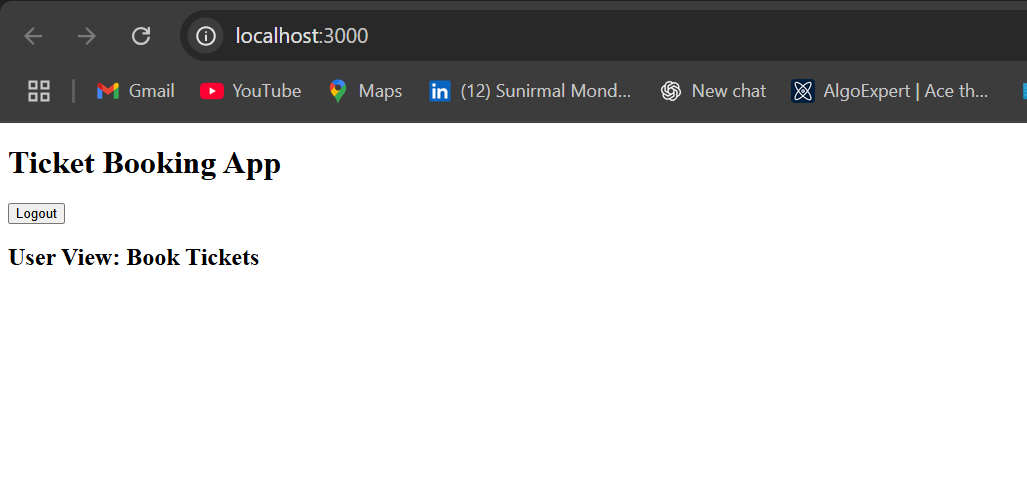 localhost:3000
Gmail YouTube Maps (12) Sunirmal Mond... New chat AlgoExpert | Ace th...
Ticket Booking App
Logout
User View: Book Tickets